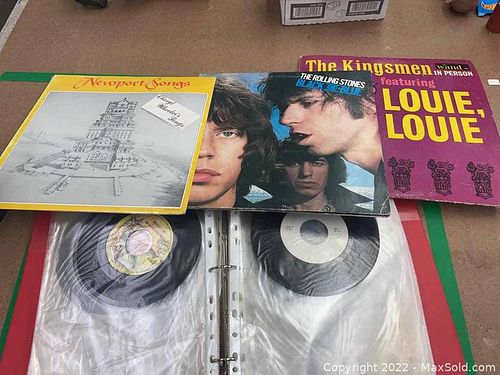 Newport Songs
THE ROLLING STONES
BLACK AND BLUE
The Kingsmen
wand
IN PERSON
featuring
LOUIE,
LOUIE
Copyright 2022 - MaxSold.com